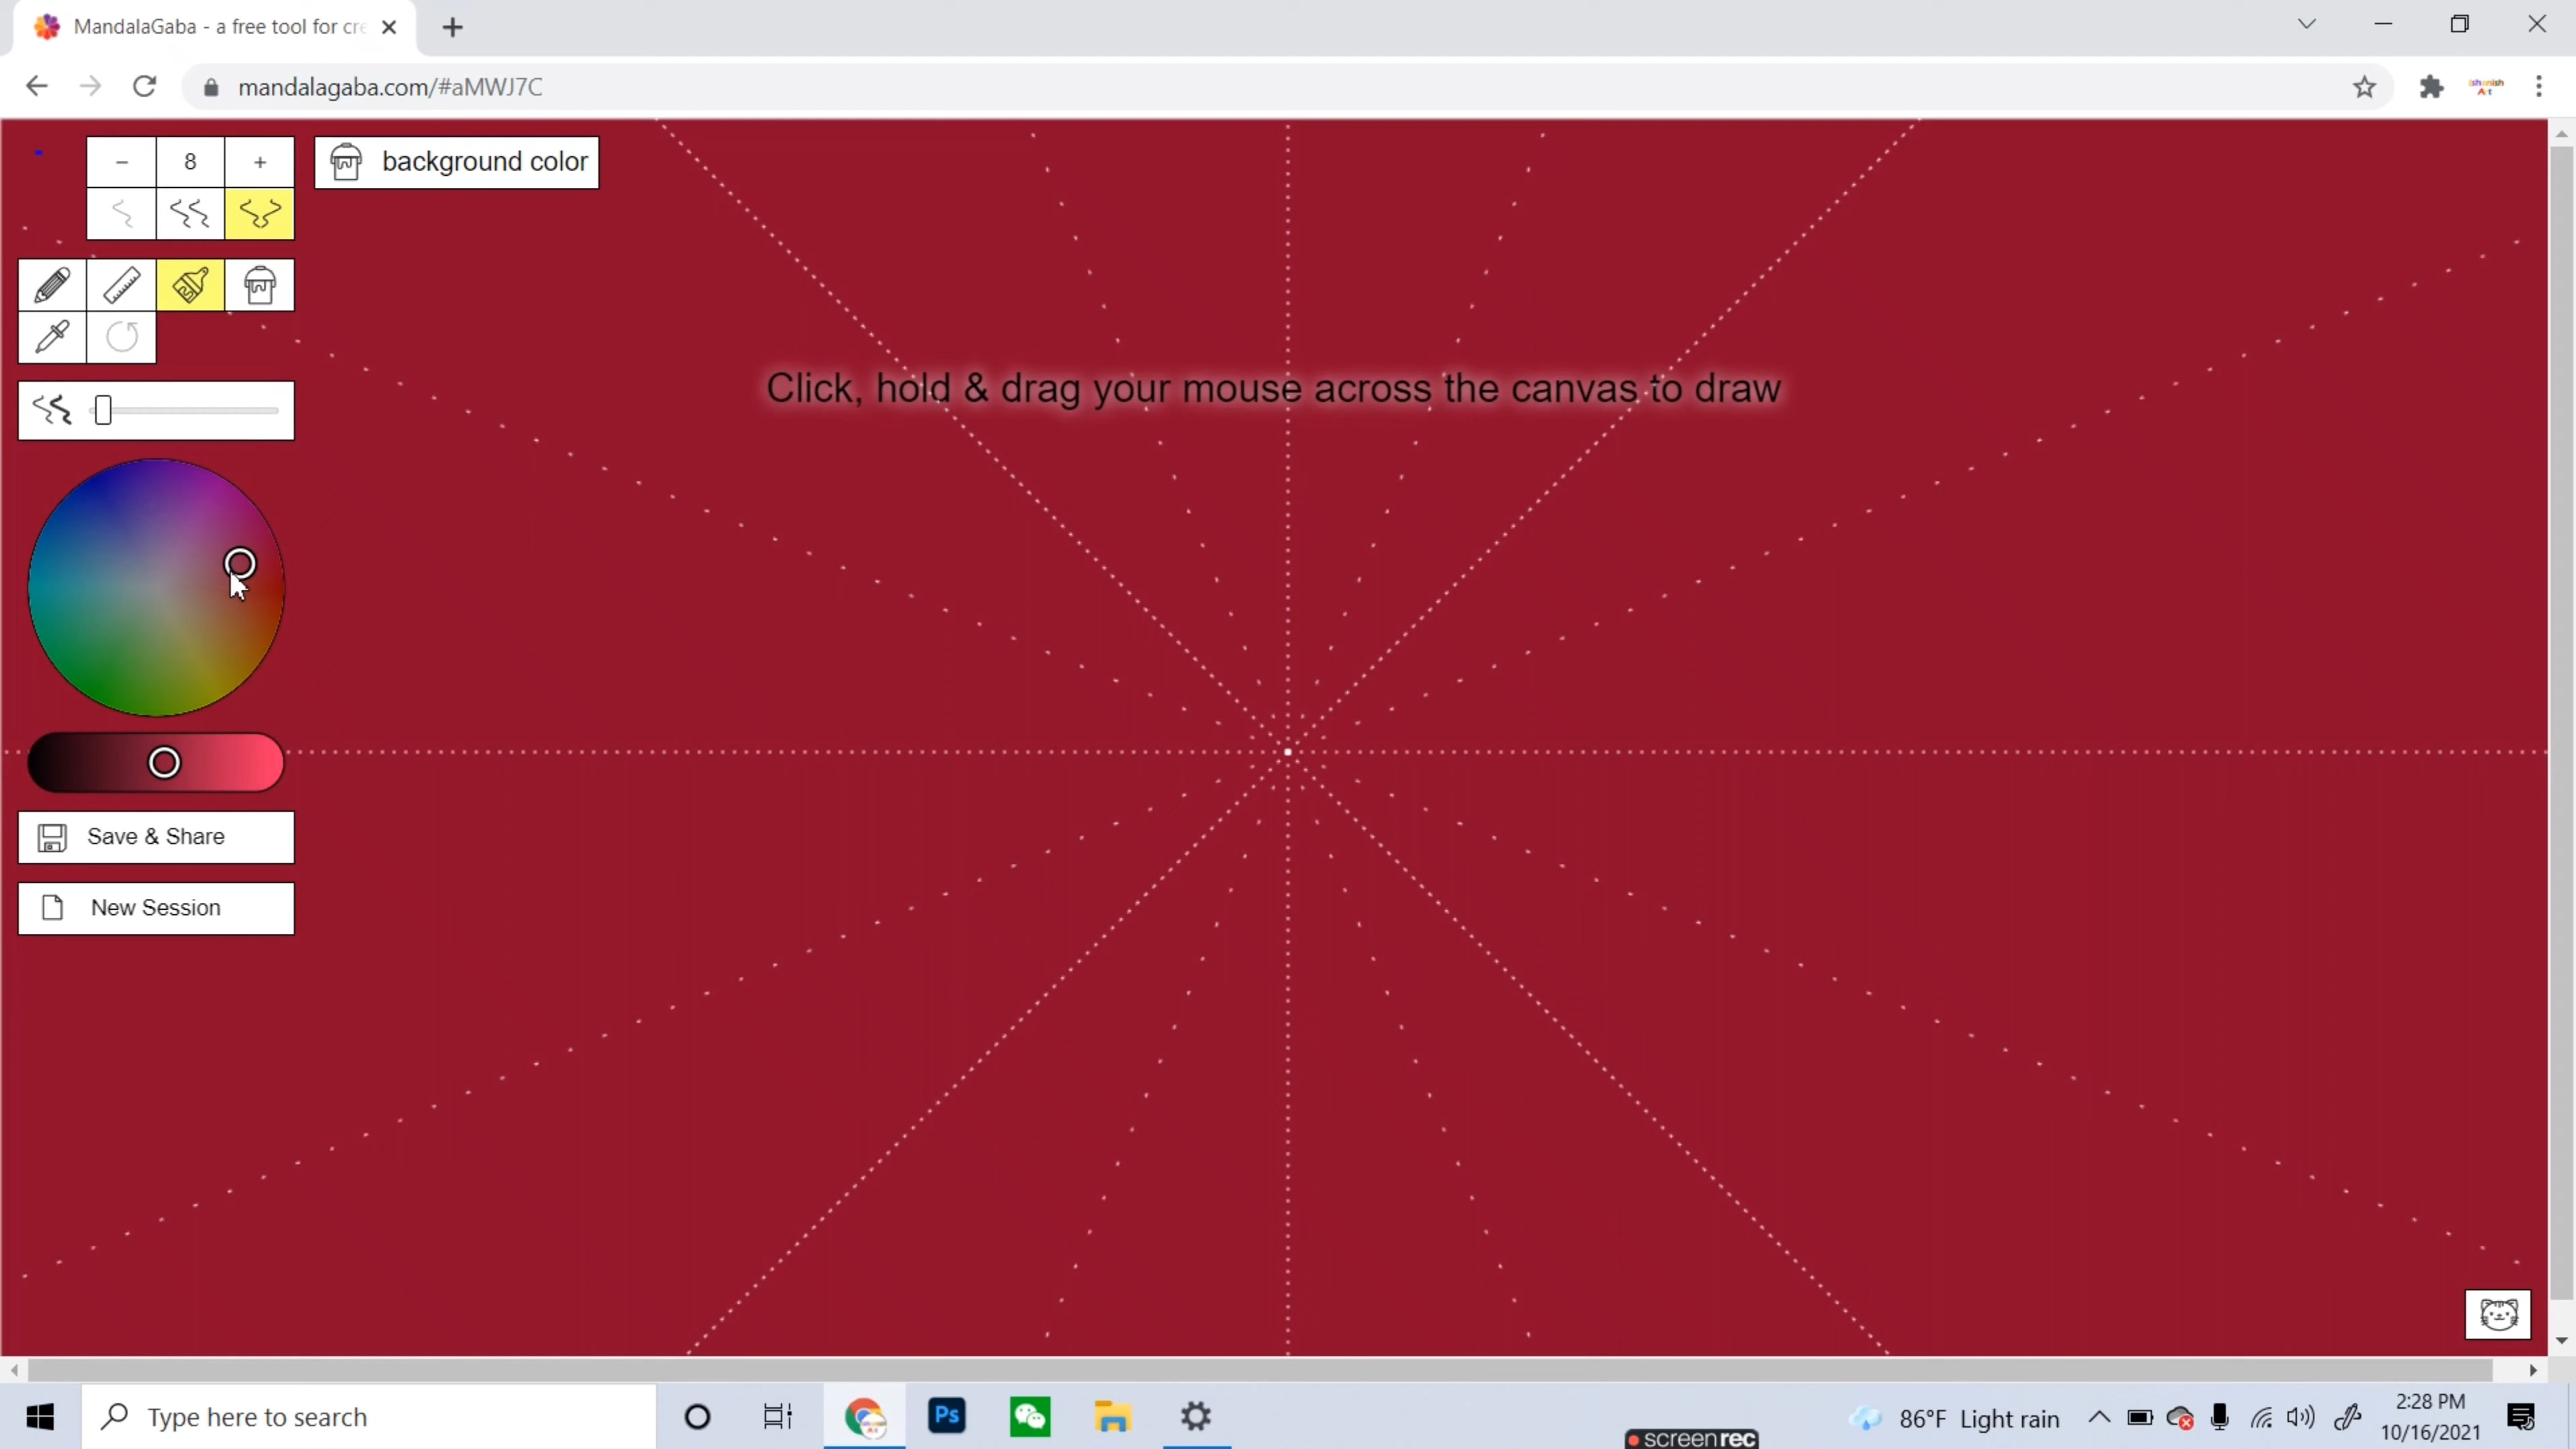 MandalaGaba - a free tool for cre
mandalagaba.com/#aMWJ7C
− 8 +
background color
Click, hold & drag your mouse across the canvas to draw
Save & Share
New Session
Type here to search
Ps
screenrec
86°F Light rain
2:28 PM
10/16/2021